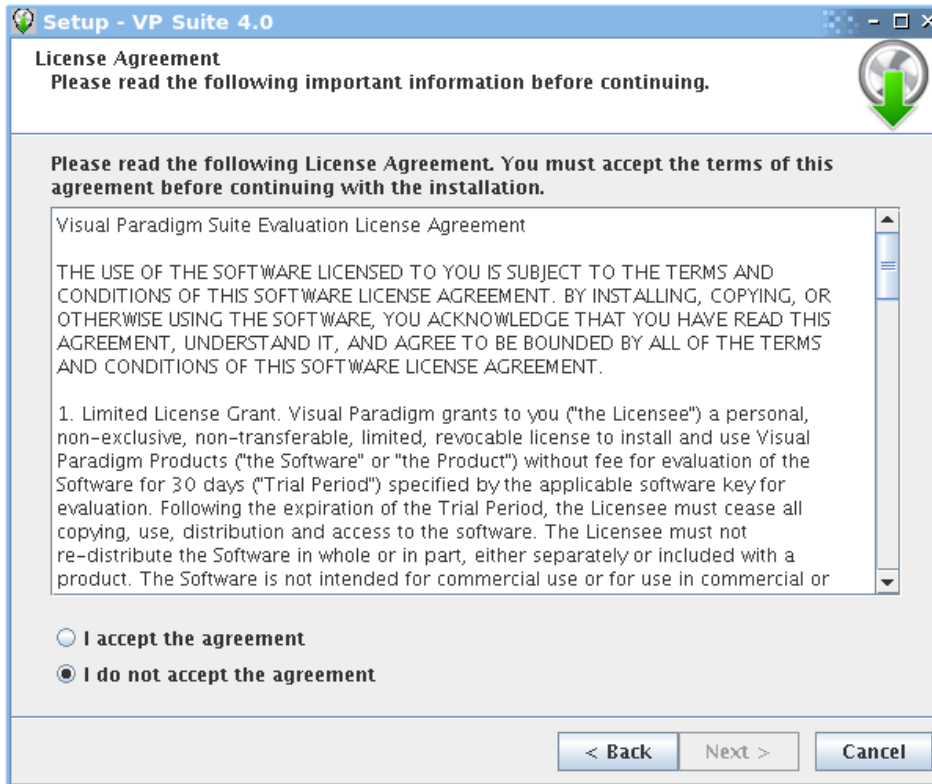 Setup - VP Suite 4.0
License Agreement
Please read the following important information before continuing.
Please read the following License Agreement. You must accept the terms of this
agreement before continuing with the installation.
Visual Paradigm Suite Evaluation License Agreement
THE USE OF THE SOFTWARE LICENSED TO YOU IS SUBJECT TO THE TERMS AND
CONDITIONS OF THIS SOFTWARE LICENSE AGREEMENT. BY INSTALLING, COPYING, OR
OTHERWISE USING THE SOFTWARE, YOU ACKNOWLEDGE THAT YOU HAVE READ THIS
AGREEMENT, UNDERSTAND IT, AND AGREE TO BE BOUNDED BY ALL OF THE TERMS
AND CONDITIONS OF THIS SOFTWARE LICENSE AGREEMENT.
1. Limited License Grant. Visual Paradigm grants to you ("the Licensee") a personal,
non-exclusive, non-transferable, limited, revocable license to install and use Visual
Paradigm Products ("the Software" or "the Product") without fee for evaluation of the
Software for 30 days ("Trial Period") specified by the applicable software key for
evaluation. Following the expiration of the Trial Period, the Licensee must cease all
copying, use, distribution and access to the software. The Licensee must not
re-distribute the Software in whole or in part, either separately or included with a
product. The Software is not intended for commercial use or for use in commercial or
I accept the agreement
I do not accept the agreement
< Back
Next >
Cancel